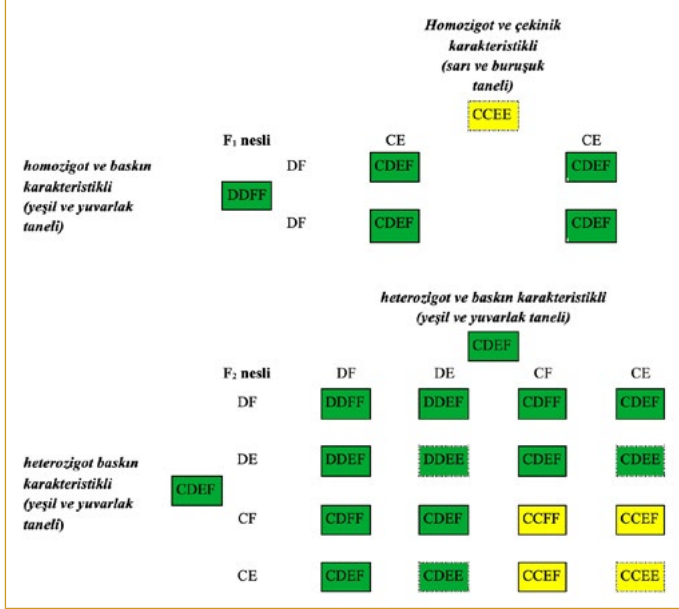 Homozigot ve çekinik
karakteristikli
(sarı ve buruşuk
taneli)
CCEE
F₁ nesli CE CE
homozigot ve baskın
karakteristikli
(yeşil ve yuvarlak
taneli)
DDFF
DF CDEF CDEF
DF CDEF CDEF
heterozigot ve baskın karakteristikli
(yeşil ve yuvarlak taneli)
CDEF
F₂ nesli DF DE CF CE
heterozigot baskın
karakteristikli
(yeşil ve yuvarlak
taneli)
CDEF
DF DDFF DDEF CDFF CDEF
DE DDEF DDEE CDEF CDEE
CF CDFF CDEF CCFF CCEF
CE CDEF CDEE CCEF CCEE